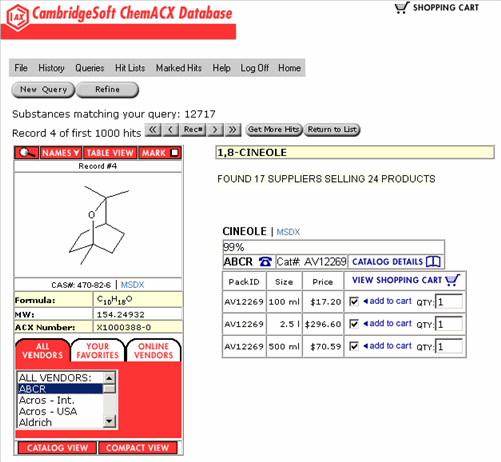 CambridgeSoft ChemACX Database
SHOPPING CART
File History Queries Hit Lists Marked Hits Help Log Off Home
New Query Refine
Substances matching your query: 12717
Record 4 of first 1000 hits << < Rec# > >> Get More Hits Return to List
NAMES TABLE VIEW MARK
Record #4
O
CAS#: 470-82-6 | MSDX
Formula: C10H18O
MW: 154.24932
ACX Number: X1000388-0
ALL VENDORS
YOUR FAVORITES
ONLINE VENDORS
ALL VENDORS:
ABCR
Acros - Int.
Acros - USA
Aldrich
CATALOG VIEW COMPACT VIEW
1,8-CINEOLE
FOUND 17 SUPPLIERS SELLING 24 PRODUCTS
CINEOLE | MSDX
99%
ABCR Cat#: AV12269 CATALOG DETAILS
PackID Size Price VIEW SHOPPING CART
AV12269 100 ml $17.20 add to cart QTY: 1
AV12269 2.5 l $296.60 add to cart QTY: 1
AV12269 500 ml $70.59 add to cart QTY: 1